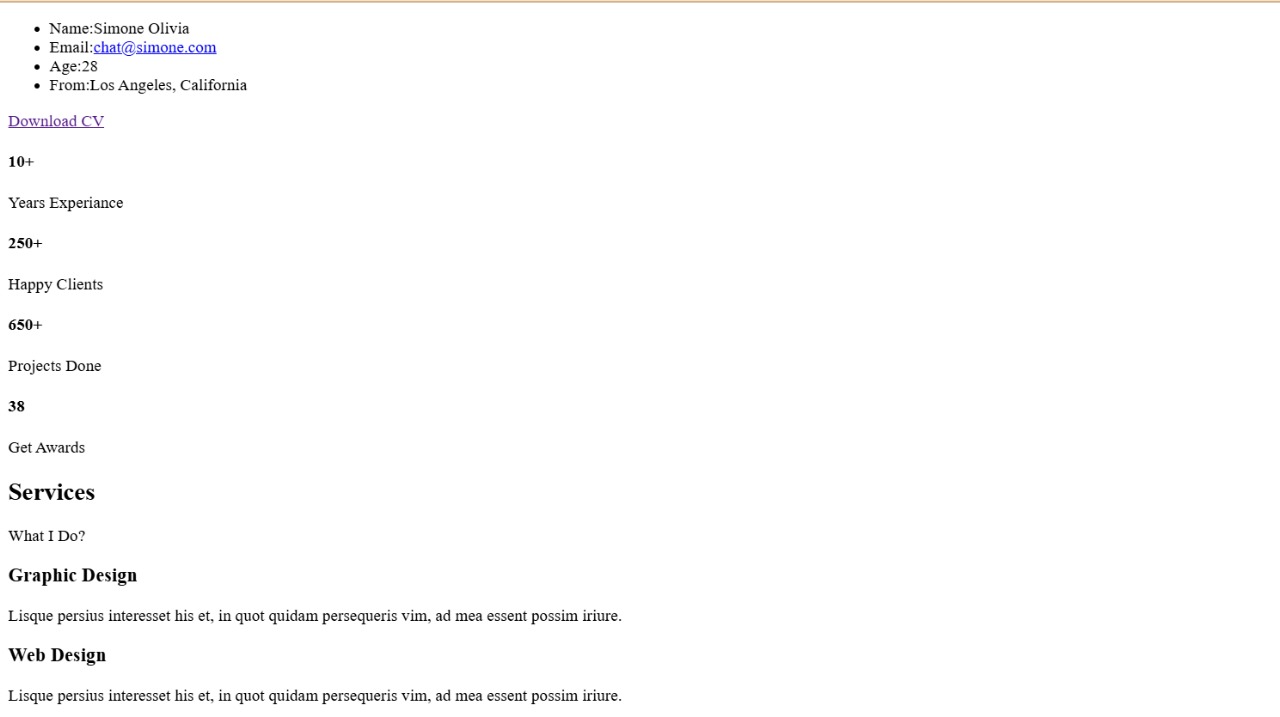 Name:Simone Olivia
Email:chat@simone.com
Age:28
From:Los Angeles, California
Download CV
10+
Years Experiance
250+
Happy Clients
650+
Projects Done
38
Get Awards
Services
What I Do?
Graphic Design
Lisque persius interesset his et, in quot quidam persequeris vim, ad mea essent possim iriure.
Web Design
Lisque persius interesset his et, in quot quidam persequeris vim, ad mea essent possim iriure.